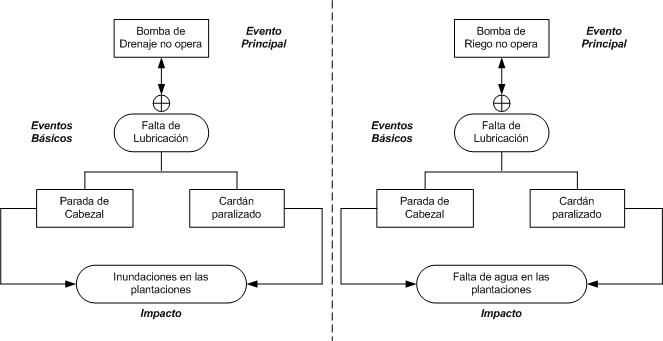 Bomba de
Drenaje no opera
Evento
Principal
Eventos
Básicos
Falta de
Lubricación
Parada de
Cabezal
Cardán
paralizado
Inundaciones en las
plantaciones
Impacto
Bomba de
Riego no opera
Evento
Principal
Eventos
Básicos
Falta de
Lubricación
Parada de
Cabezal
Cardán
paralizado
Falta de agua en las
plantaciones
Impacto